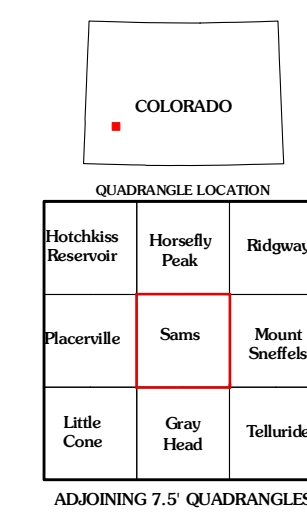 COLORADO
QUADRANGLE LOCATION
Hotchkiss
Reservoir
Horsefly
Peak
Ridgway
Placerville
Sams
Mount
Sneffels
Little
Cone
Gray
Head
Telluride
ADJOINING 7.5' QUADRANGLES